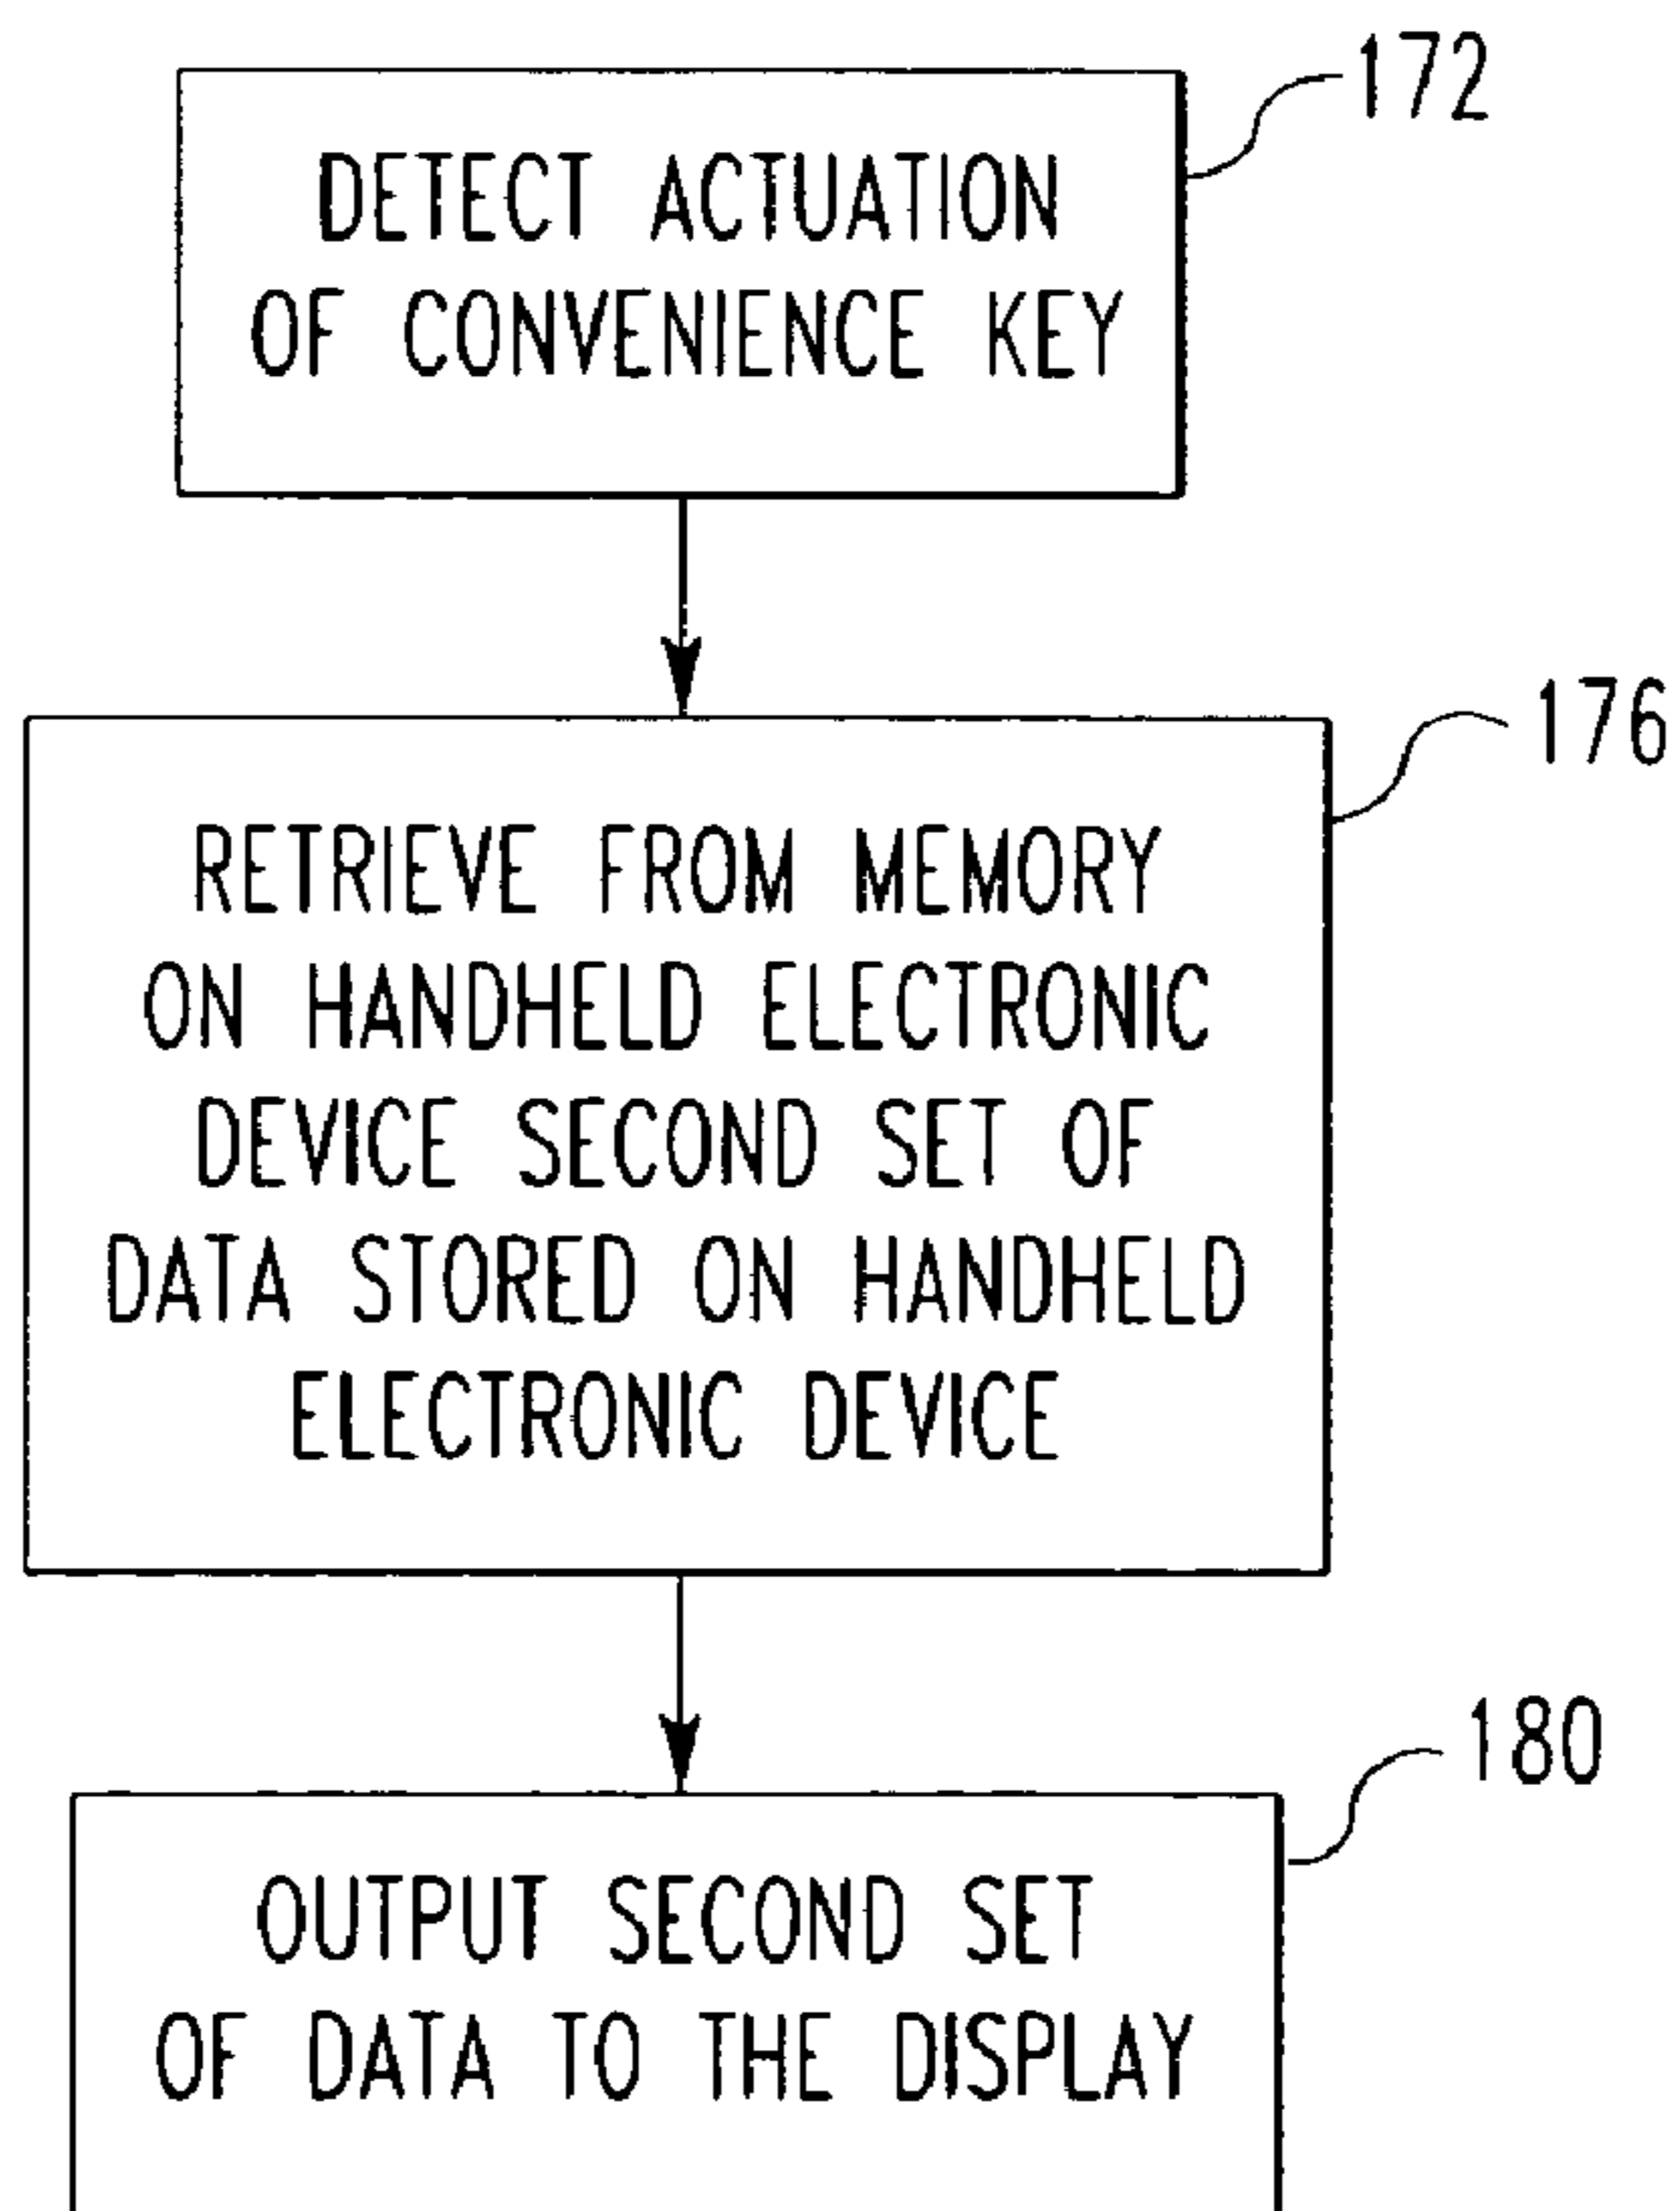 172
DETECT ACTUATION
OF CONVENIENCE KEY
176
RETRIEVE FROM MEMORY
ON HANDHELD ELECTRONIC
DEVICE SECOND SET OF
DATA STORED ON HANDHELD
ELECTRONIC DEVICE
180
OUTPUT SECOND SET
OF DATA TO THE DISPLAY